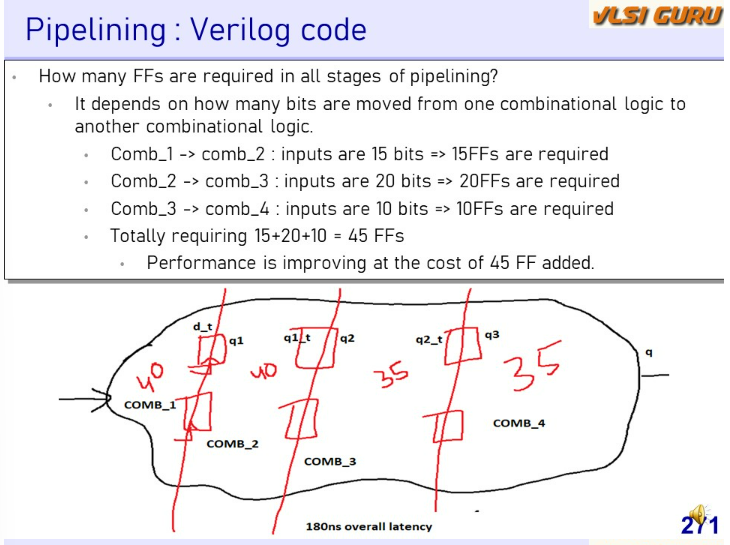 VLSI GURU
Pipelining : Verilog code
How many FFs are required in all stages of pipelining?
It depends on how many bits are moved from one combinational logic to
another combinational logic.
Comb_1 -> comb_2 : inputs are 15 bits => 15FFs are required
Comb_2 -> comb_3 : inputs are 20 bits => 20FFs are required
Comb_3 -> comb_4 : inputs are 10 bits => 10FFs are required
Totally requiring 15+20+10 = 45 FFs
Performance is improving at the cost of 45 FF added.
d_t q1 q1_t q2 q2_t q3 q
40 40 35 35
COMB_1
COMB_2
COMB_3
COMB_4
180ns overall latency